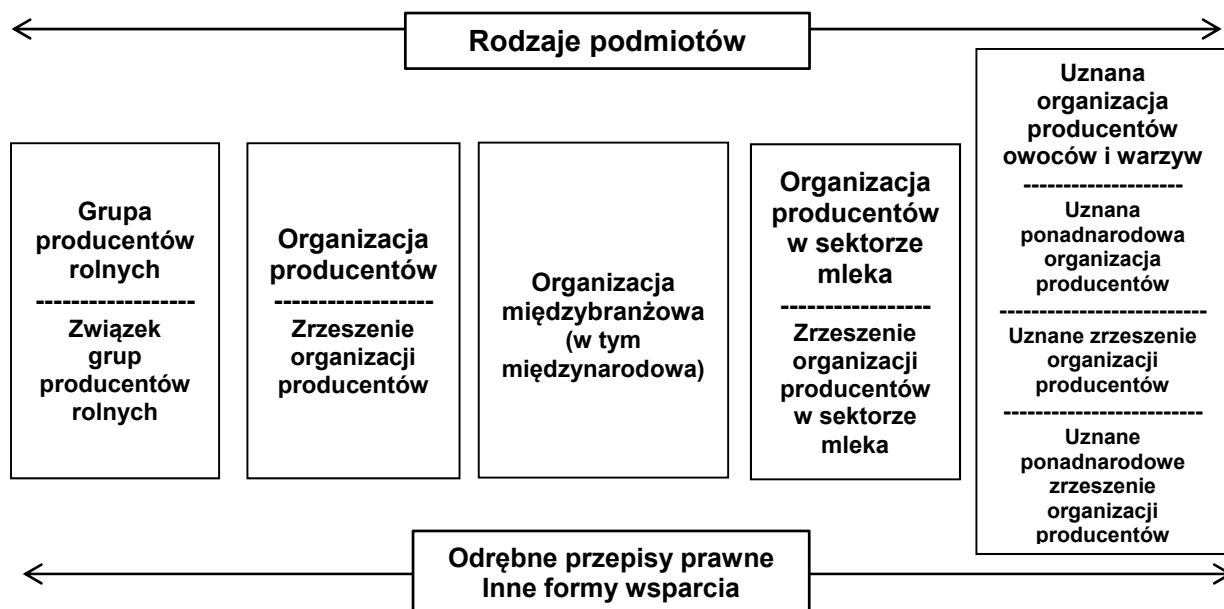 Rodzaje podmiotów
Grupa
producentów
rolnych
--------------------
Związek
grup
producentów
rolnych
Organizacja
producentów
--------------------
Zrzeszenie
organizacji
producentów
Organizacja
międzybranżowa
(w tym
międzynarodowa)
Organizacja
producentów
w sektorze
mleka
-------------------
Zrzeszenie
organizacji
producentów
w sektorze
mleka
Uznana
organizacja
producentów
owoców i warzyw
--------------------
Uznana
ponadnarodowa
organizacja
producentów
--------------------------
Uznane zrzeszenie
organizacji
producentów
-------------------------
Uznane
ponadnarodowe
zrzeszenie
organizacji
producentów
Odrębne przepisy prawne
Inne formy wsparcia